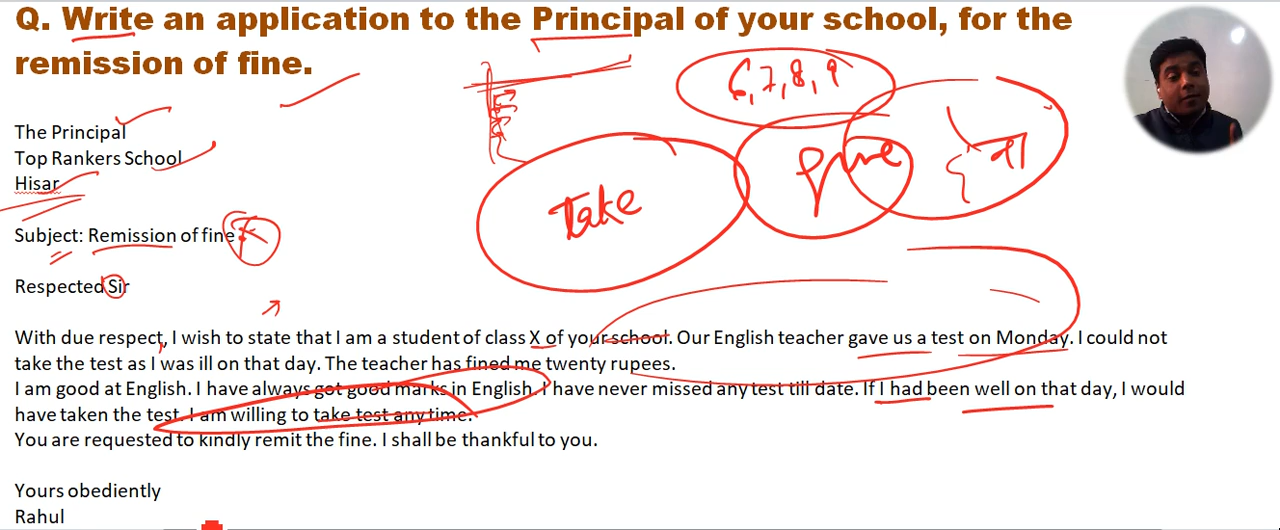 Q. Write an application to the Principal of your school, for the
remission of fine.
6, 7, 8, 9
The Principal
Top Rankers School
Hisar
Take
fine
Subject: Remission of fine
Respected Sir
With due respect, I wish to state that I am a student of class X of your school. Our English teacher gave us a test on Monday. I could not
take the test as I was ill on that day. The teacher has fined me twenty rupees.
I am good at English. I have always got good marks in English. I have never missed any test till date. If I had been well on that day, I would
have taken the test. I am willing to take test any time.
You are requested to kindly remit the fine. I shall be thankful to you.
Yours obediently
Rahul